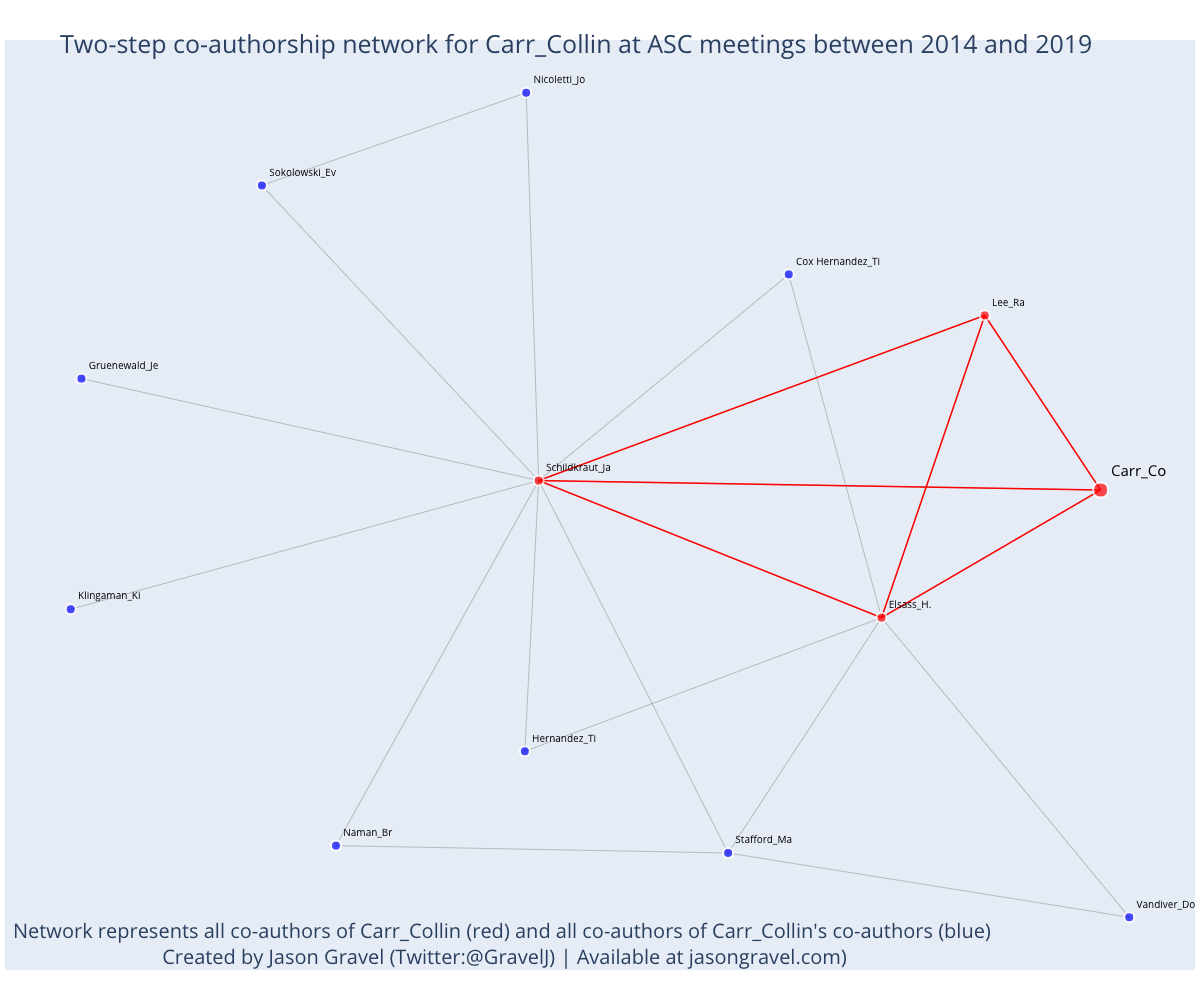 Two-step co-authorship network for Carr_Collin at ASC meetings between 2014 and 2019
Nicoletti_Jo
Sokolowski_Ev
Cox Hernandez_Ti
Lee_Ra
Gruenewald_Je
Schildkraut_Ja
Carr_Co
Klingaman_Ki
Elsass_H.
Hernandez_Ti
Naman_Br
Stafford_Ma
Vandiver_Do
Network represents all co-authors of Carr_Collin (red) and all co-authors of Carr_Collin's co-authors (blue)
Created by Jason Gravel (Twitter:@GravelJ) | Available at jasongravel.com)